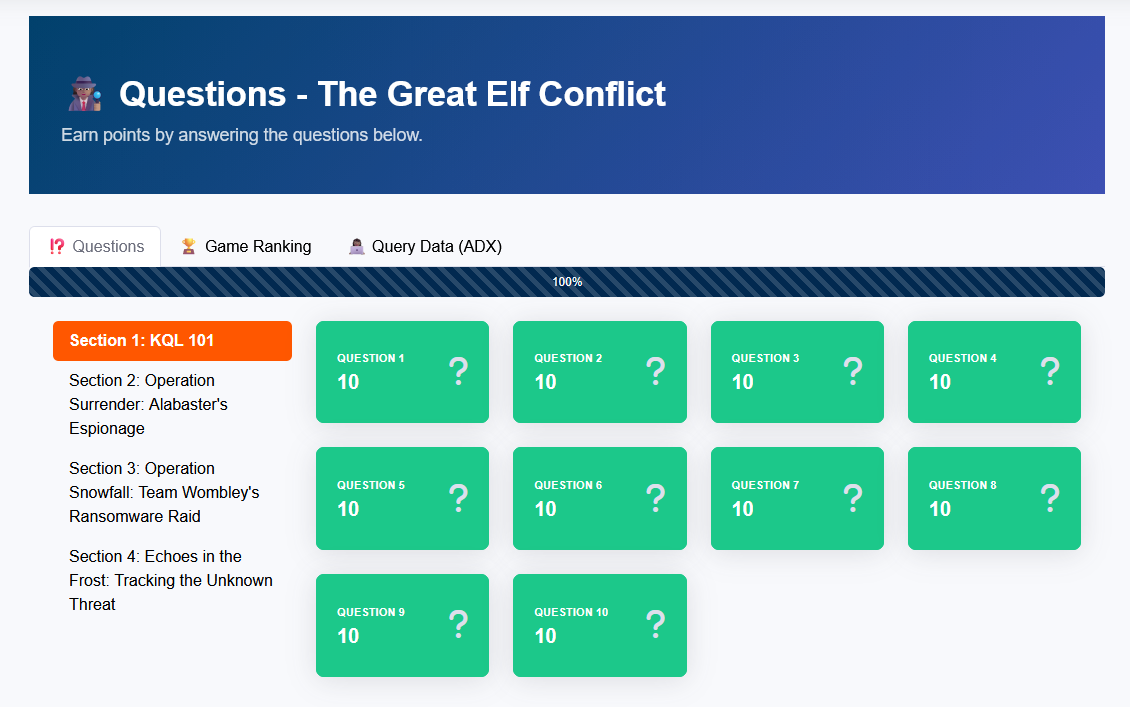 Questions - The Great Elf Conflict
Earn points by answering the questions below.
Questions
Game Ranking
Query Data (ADX)
100%
Section 1: KQL 101
Section 2: Operation
Surrender: Alabaster's
Espionage
Section 3: Operation
Snowfall: Team Wombley's
Ransomware Raid
Section 4: Echoes in the
Frost: Tracking the Unknown
Threat
QUESTION 1
10
?
QUESTION 2
10
?
QUESTION 3
10
?
QUESTION 4
10
?
QUESTION 5
10
?
QUESTION 6
10
?
QUESTION 7
10
?
QUESTION 8
10
?
QUESTION 9
10
?
QUESTION 10
10
?